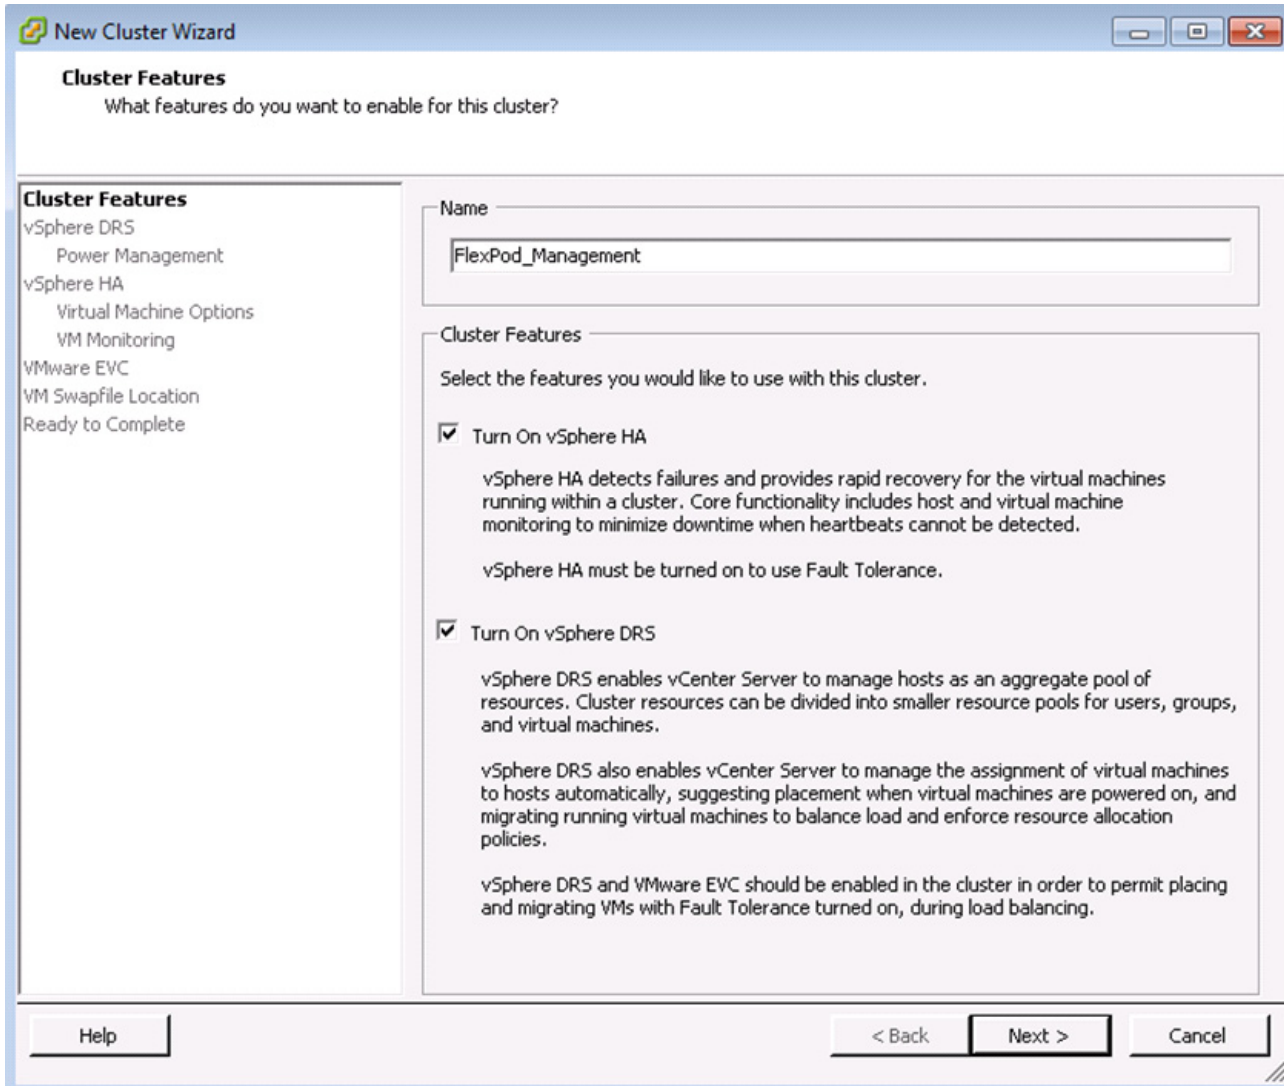 New Cluster Wizard
Cluster Features
What features do you want to enable for this cluster?
Cluster Features
vSphere DRS
Power Management
vSphere HA
Virtual Machine Options
VM Monitoring
VMware EVC
VM Swapfile Location
Ready to Complete
Name
FlexPod_Management
Cluster Features
Select the features you would like to use with this cluster.
Turn On vSphere HA
vSphere HA detects failures and provides rapid recovery for the virtual machines
running within a cluster. Core functionality includes host and virtual machine
monitoring to minimize downtime when heartbeats cannot be detected.
vSphere HA must be turned on to use Fault Tolerance.
Turn On vSphere DRS
vSphere DRS enables vCenter Server to manage hosts as an aggregate pool of
resources. Cluster resources can be divided into smaller resource pools for users, groups,
and virtual machines.
vSphere DRS also enables vCenter Server to manage the assignment of virtual machines
to hosts automatically, suggesting placement when virtual machines are powered on, and
migrating running virtual machines to balance load and enforce resource allocation
policies.
vSphere DRS and VMware EVC should be enabled in the cluster in order to permit placing
and migrating VMs with Fault Tolerance turned on, during load balancing.
Help
< Back
Next >
Cancel